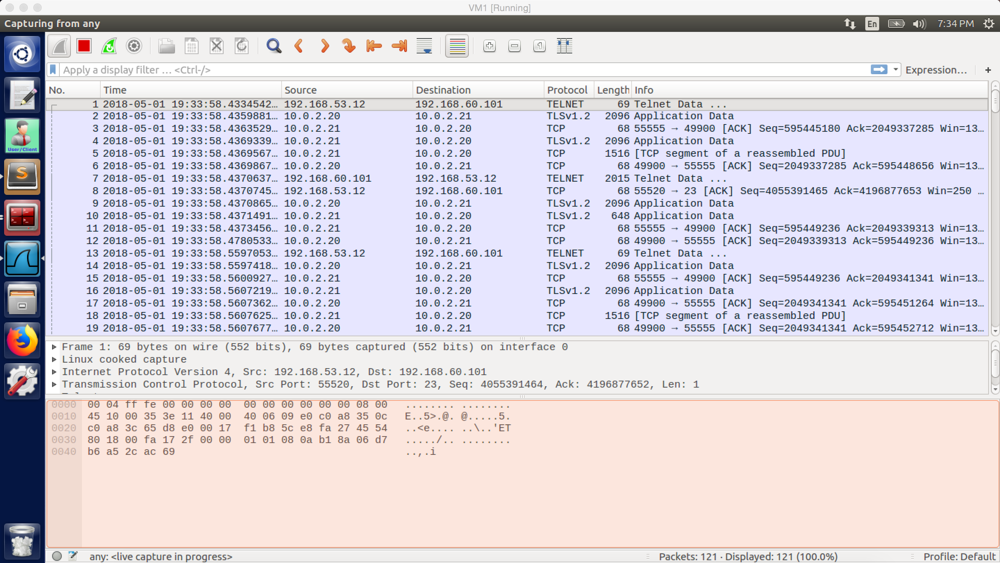 VM1 [Running]
Capturing from any
En
7:34 PM
Apply a display filter … <Ctrl-/>
Expression…
+
No. Time Source Destination Protocol Length Info
1 2018-05-01 19:33:58.4334542… 192.168.53.12 192.168.60.101 TELNET 69 Telnet Data ...
2 2018-05-01 19:33:58.4359881… 10.0.2.20 10.0.2.21 TLSv1.2 2096 Application Data
3 2018-05-01 19:33:58.4363529… 10.0.2.21 10.0.2.20 TCP 68 55555 → 49900 [ACK] Seq=595445180 Ack=2049337285 Win=13…
4 2018-05-01 19:33:58.4369339… 10.0.2.21 10.0.2.20 TLSv1.2 2096 Application Data
5 2018-05-01 19:33:58.4369567… 10.0.2.21 10.0.2.20 TCP 1516 [TCP segment of a reassembled PDU]
6 2018-05-01 19:33:58.4369867… 10.0.2.20 10.0.2.21 TCP 68 49900 → 55555 [ACK] Seq=2049337285 Ack=595448656 Win=13…
7 2018-05-01 19:33:58.4370637… 192.168.60.101 192.168.53.12 TELNET 2015 Telnet Data ...
8 2018-05-01 19:33:58.4370745… 192.168.53.12 192.168.60.101 TCP 68 55520 → 23 [ACK] Seq=4055391465 Ack=4196877653 Win=250 …
9 2018-05-01 19:33:58.4370865… 10.0.2.20 10.0.2.21 TLSv1.2 2096 Application Data
10 2018-05-01 19:33:58.4371491… 10.0.2.21 10.0.2.20 TLSv1.2 648 Application Data
11 2018-05-01 19:33:58.4373456… 10.0.2.21 10.0.2.20 TCP 68 55555 → 49900 [ACK] Seq=595449236 Ack=2049339313 Win=13…
12 2018-05-01 19:33:58.4780533… 10.0.2.20 10.0.2.21 TCP 68 49900 → 55555 [ACK] Seq=2049339313 Ack=595449236 Win=13…
13 2018-05-01 19:33:58.5597053… 192.168.53.12 192.168.60.101 TELNET 69 Telnet Data ...
14 2018-05-01 19:33:58.5597418… 10.0.2.20 10.0.2.21 TLSv1.2 2096 Application Data
15 2018-05-01 19:33:58.5600927… 10.0.2.21 10.0.2.20 TCP 68 55555 → 49900 [ACK] Seq=595449236 Ack=2049341341 Win=13…
16 2018-05-01 19:33:58.5607219… 10.0.2.21 10.0.2.20 TLSv1.2 2096 Application Data
17 2018-05-01 19:33:58.5607362… 10.0.2.20 10.0.2.21 TCP 68 49900 → 55555 [ACK] Seq=2049341341 Ack=595451264 Win=13…
18 2018-05-01 19:33:58.5607625… 10.0.2.21 10.0.2.20 TCP 1516 [TCP segment of a reassembled PDU]
19 2018-05-01 19:33:58.5607677… 10.0.2.20 10.0.2.21 TCP 68 49900 → 55555 [ACK] Seq=2049341341 Ack=595452712 Win=13…
User/Client
S
Frame 1: 69 bytes on wire (552 bits), 69 bytes captured (552 bits) on interface 0
Linux cooked capture
Internet Protocol Version 4, Src: 192.168.53.12, Dst: 192.168.60.101
Transmission Control Protocol, Src Port: 55520, Dst Port: 23, Seq: 4055391464, Ack: 4196877652, Len: 1
0000 00 04 ff fe 00 00 00 00 00 00 00 00 00 00 08 00 ........ ........
0010 45 10 00 35 3e 11 40 00 40 06 09 e0 c0 a8 35 0c E..5>.@. @.....5.
0020 c0 a8 3c 65 d8 e0 00 17 f1 b8 5c e8 fa 27 45 54 ..<e.... ..\..'ET
0030 80 18 00 fa 17 2f 00 00 01 01 08 0a b1 8a 06 d7 ...../.. ........
0040 b6 a5 2c ac 69 ..,.i
any: <live capture in progress>
Packets: 121 · Displayed: 121 (100.0%)
Profile: Default